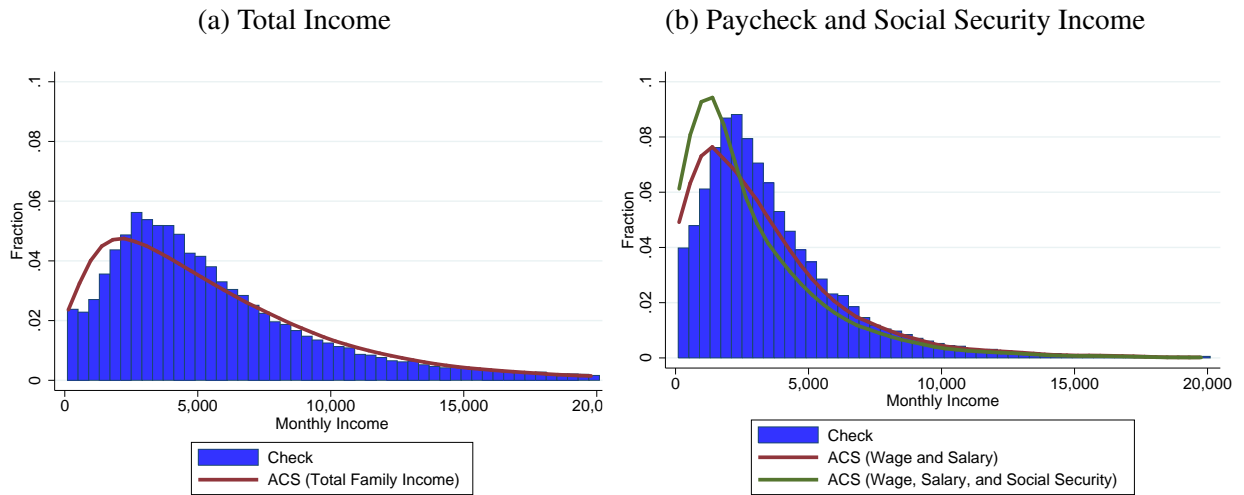 (a) Total Income
.1
.08
.06
.04
.02
0
Fraction
0
5,000
10,000
15,000
20,0
Monthly Income
Check
ACS (Total Family Income)
(b) Paycheck and Social Security Income
.1
.08
.06
.04
.02
0
Fraction
0
5,000
10,000
15,000
20,000
Monthly Income
Check
ACS (Wage and Salary)
ACS (Wage, Salary, and Social Security)